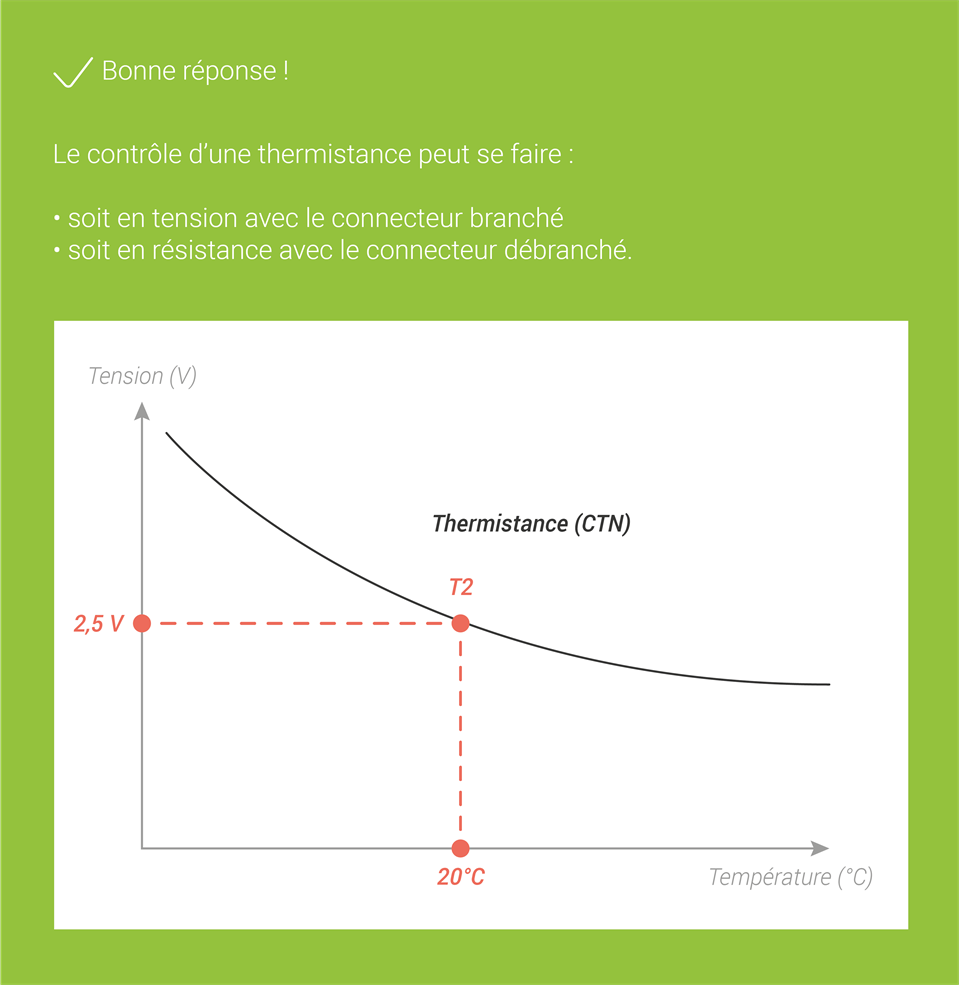 Bonne réponse !
Le contrôle d’une thermistance peut se faire :
• soit en tension avec le connecteur branché
• soit en résistance avec le connecteur débranché.
Tension (V)
Thermistance (CTN)
T2
2,5 V
20°C
Température (°C)